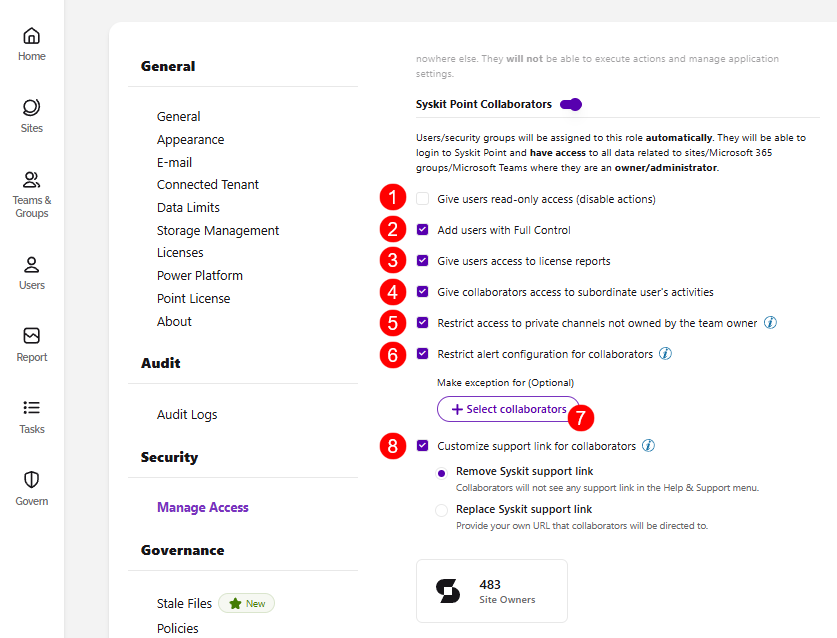 Home
Sites
Teams &
Groups
Users
Report
Tasks
Govern
General
General
Appearance
E-mail
Connected Tenant
Data Limits
Storage Management
Licenses
Power Platform
Point License
About
Audit
Audit Logs
Security
Manage Access
Governance
Stale Files New
Policies
nowhere else. They will not be able to execute actions and manage application
settings.
Syskit Point Collaborators
Users/security groups will be assigned to this role automatically. They will be able to
login to Syskit Point and have access to all data related to sites/Microsoft 365
groups/Microsoft Teams where they are an owner/administrator.
1 Give users read-only access (disable actions)
2 Add users with Full Control
3 Give users access to license reports
4 Give collaborators access to subordinate user's activities
5 Restrict access to private channels not owned by the team owner i
6 Restrict alert configuration for collaborators i
Make exception for (Optional)
+ Select collaborators 7
8 Customize support link for collaborators i
Remove Syskit support link
Collaborators will not see any support link in the Help & Support menu.
Replace Syskit support link
Provide your own URL that collaborators will be directed to.
483
Site Owners